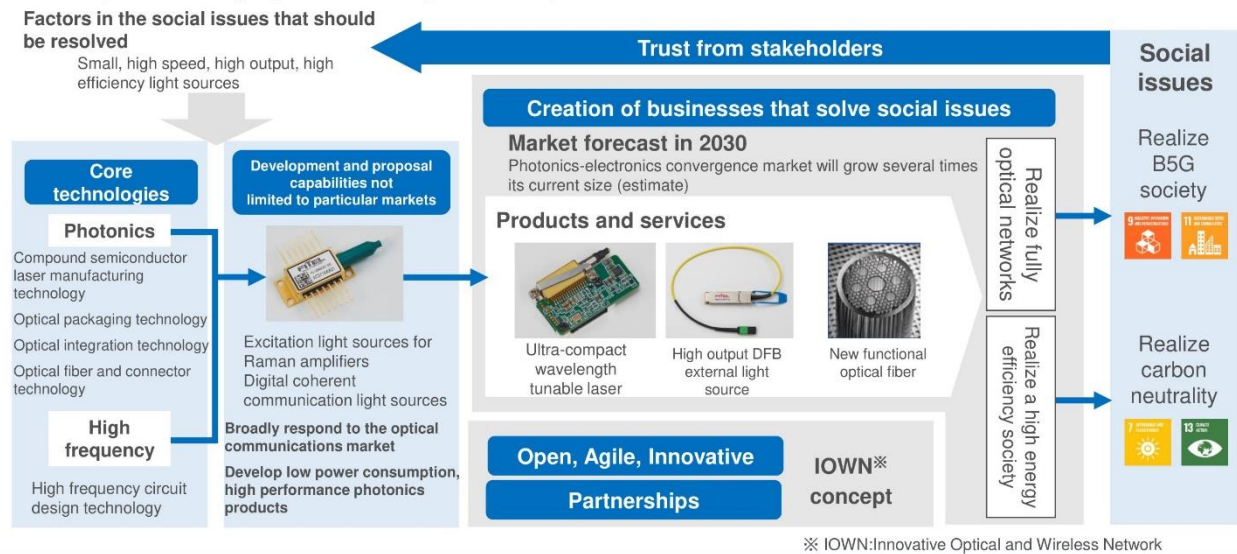 Factors in the social issues that should
be resolved
Small, high speed, high output, high
efficiency light sources
Trust from stakeholders
Social
issues
Core
technologies
Photonics
Compound semiconductor
laser manufacturing
technology
Optical packaging technology
Optical integration technology
Optical fiber and connector
technology
High
frequency
High frequency circuit
design technology
Development and proposal
capabilities not
limited to particular markets
FITEL
Excitation light sources for
Raman amplifiers
Digital coherent
communication light sources
Broadly respond to the optical
communications market
Develop low power consumption,
high performance photonics
products
Creation of businesses that solve social issues
Market forecast in 2030
Photonics-electronics convergence market will grow several times
its current size (estimate)
Products and services
Ultra-compact
wavelength
tunable laser
High output DFB
external light
source
New functional
optical fiber
Open, Agile, Innovative
Partnerships
IOWN※
concept
Realize fully
optical networks
Realize a high energy
efficiency society
Realize
B5G
society
9
11
Realize
carbon
neutrality
7
13 CLIMATE
ACTION
※ IOWN:Innovative Optical and Wireless Network